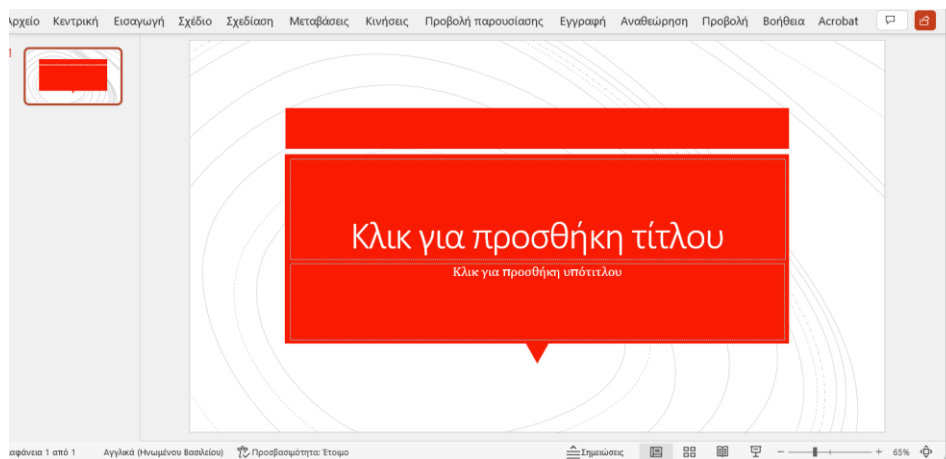 Αρχείο Κεντρική Εισαγωγή Σχέδιο Σχεδίαση Μεταβάσεις Κινήσεις Προβολή παρουσίασης Εγγραφή Αναθεώρηση Προβολή Βοήθεια Acrobat
1
Κλικ για προσθήκη τίτλου
Κλικ για προσθήκη υπότιτλου
αφάνεια 1 από 1 Αγγλικά (Ηνωμένου Βασιλείου) Προσβασιμότητα: Έτοιμο Σημειώσεις 65%